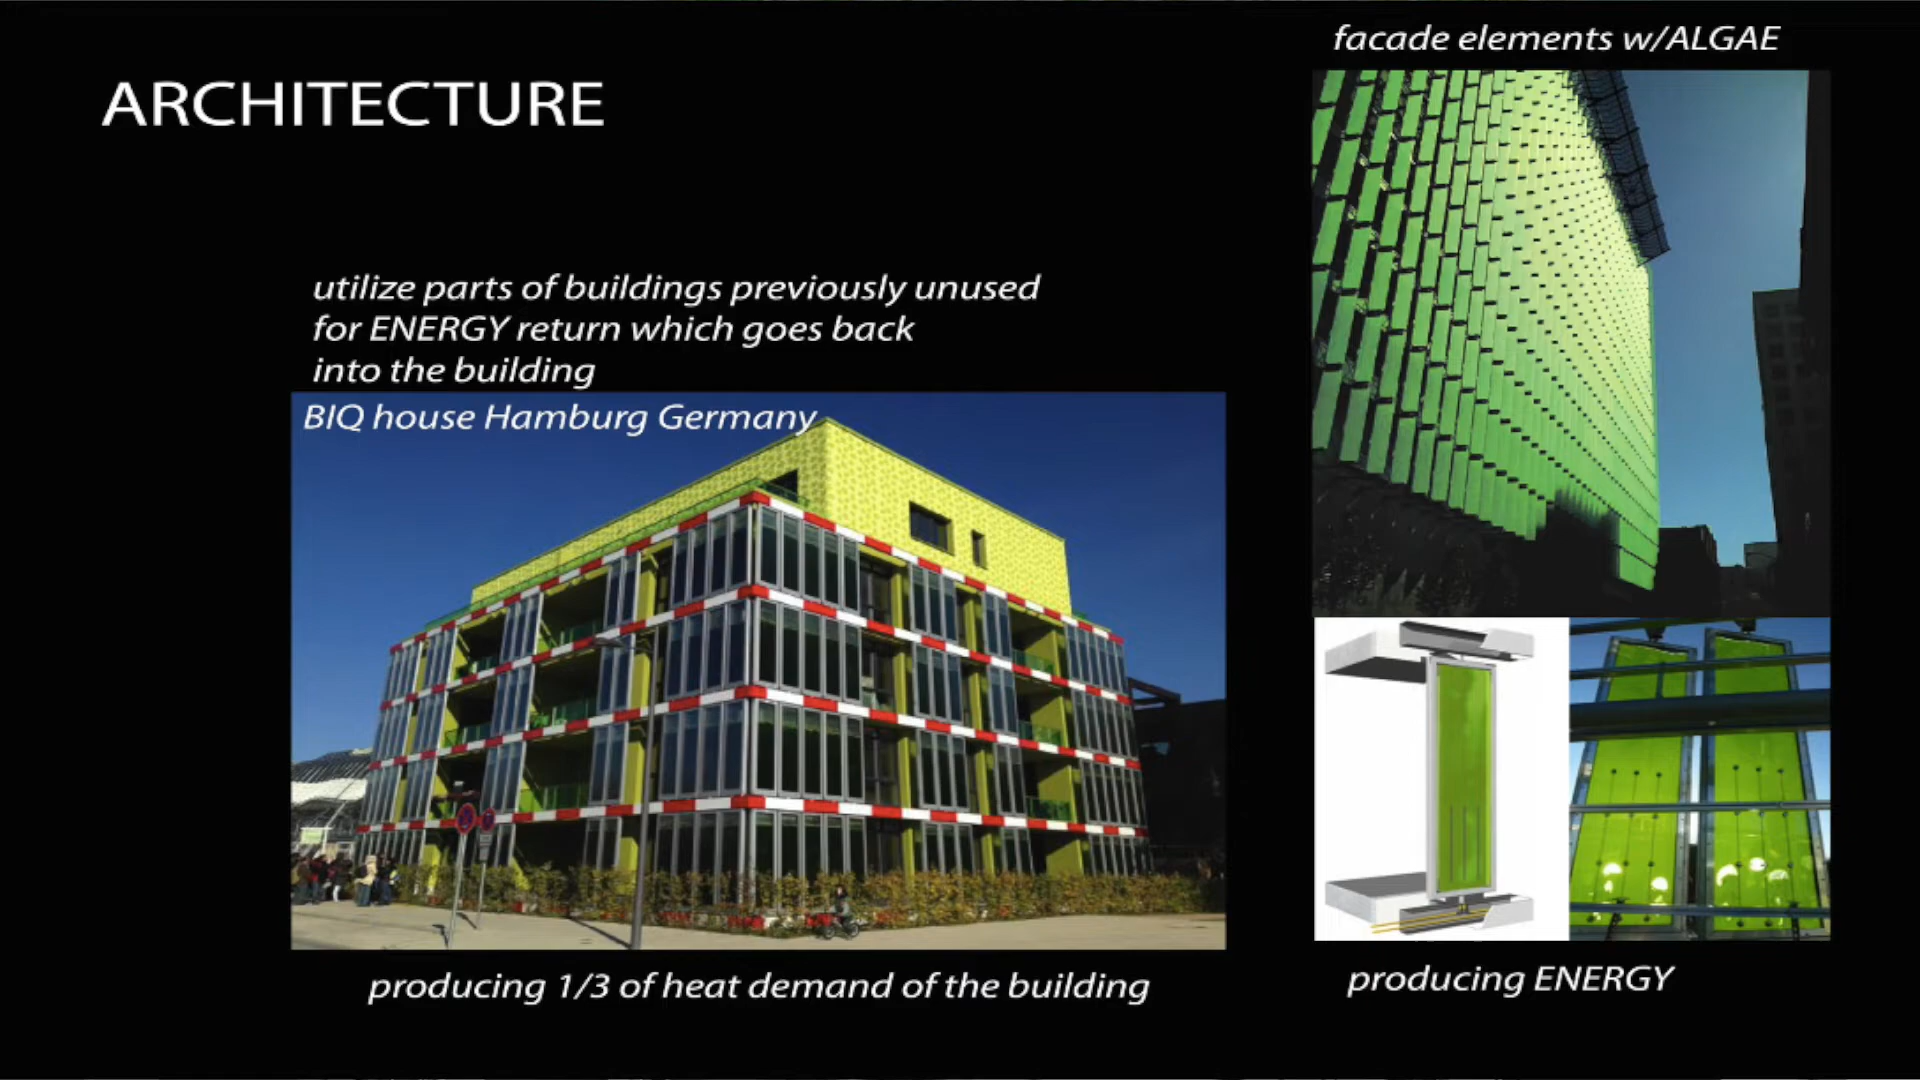 ARCHITECTURE
utilize parts of buildings previously unused
for ENERGY return which goes back
into the building
BIQ house Hamburg Germany
producing 1/3 of heat demand of the building
facade elements w/ALGAE
producing ENERGY